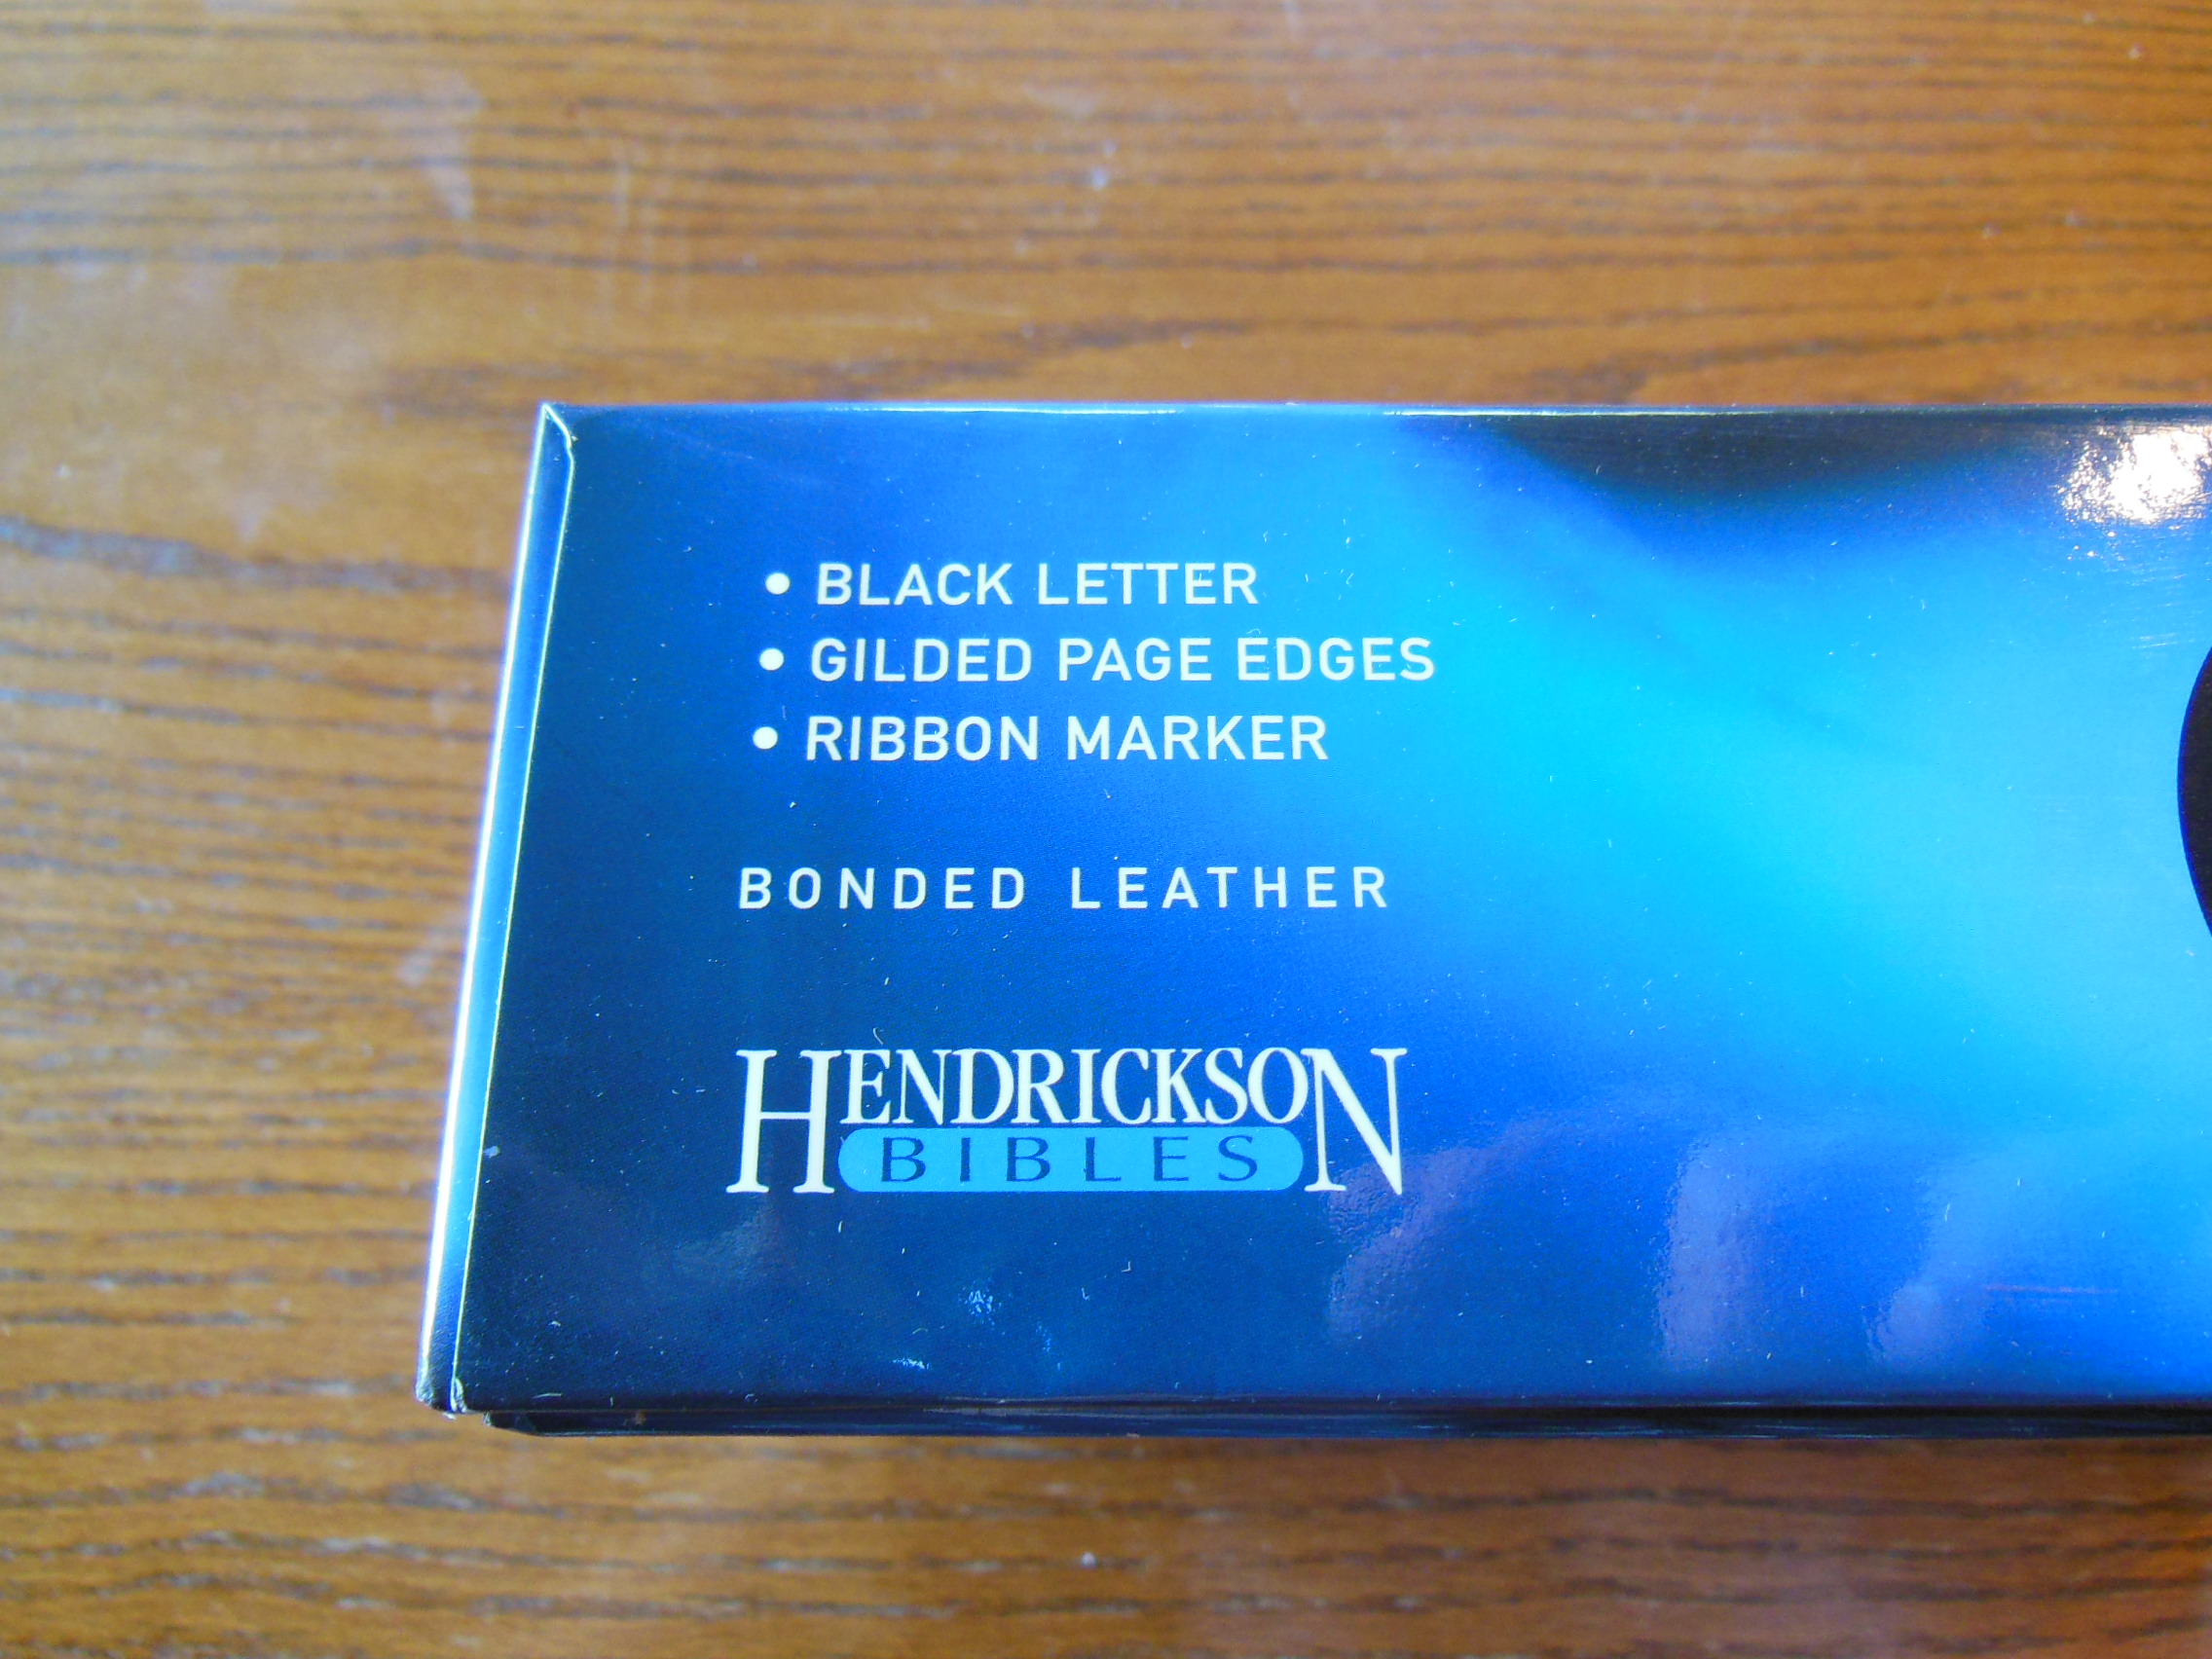 • BLACK LETTER
• GILDED PAGE EDGES
• RIBBON MARKER
BONDED LEATHER
HENDRICKSON
BIBLES